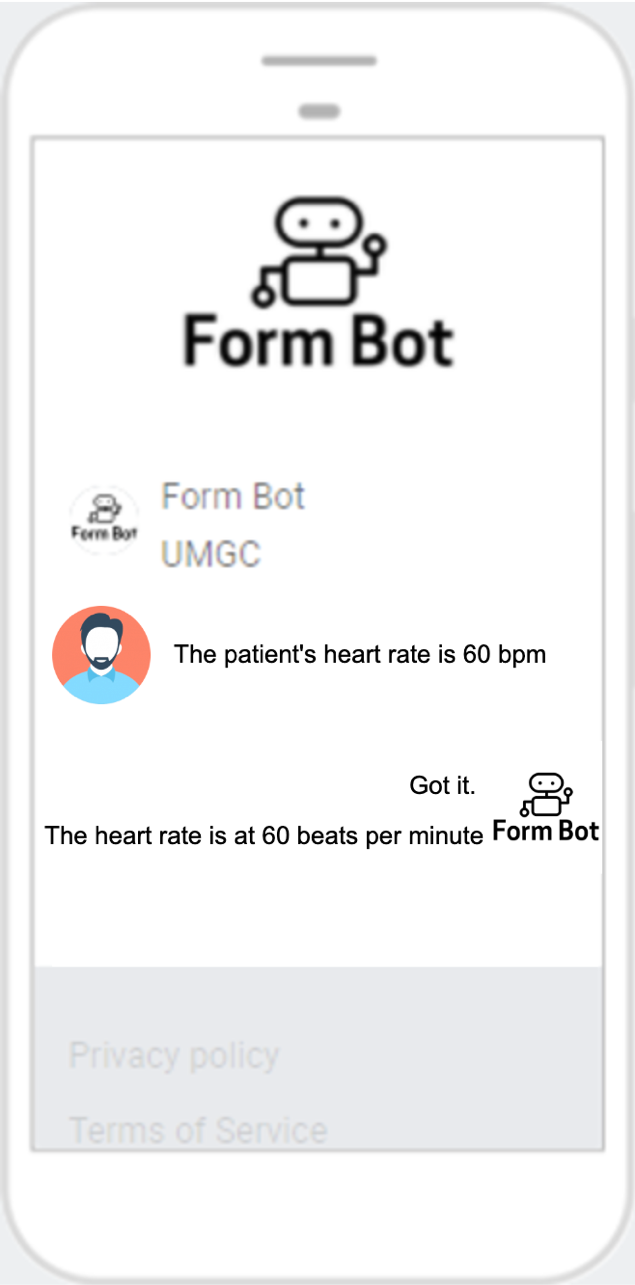 Form Bot
Form Bot
Form Bot
UMGC
The patient's heart rate is 60 bpm
Got it.
The heart rate is at 60 beats per minute
Form Bot
Privacy policy
Terms of Service